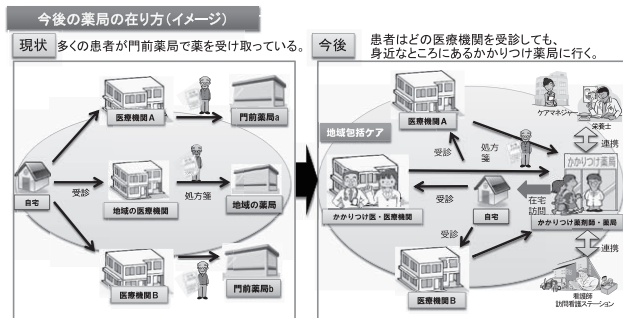 今後の薬局の在り方(イメージ)
現状 多くの患者が門前薬局で薬を受け取っている。
医療機関A
門前薬局a
自宅
受診
地域の医療機関
処方箋
地域の薬局
医療機関B
門前薬局b
今後 患者はどの医療機関を受診しても、
身近なところにあるかかりつけ薬局に行く。
医療機関A
ケアマネジャー
栄養士
地域包括ケア
受診
処方
箋
連携
かかりつけ薬局
受診
在宅
訪問
かかりつけ医・医療機関
自宅
かかりつけ薬剤師・薬局
受診
連携
医療機関B
看護師
訪問看護ステーション